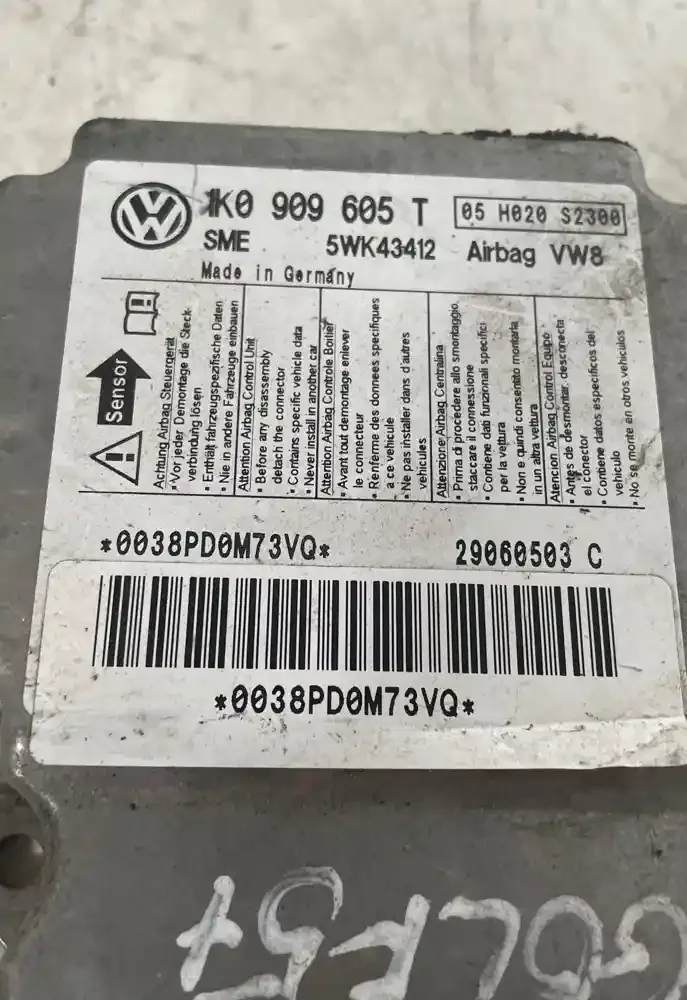 1K0 909 605 T
05 H020 S2300
SME
5WK43412
Airbag VW8
Made in Germany
Sensor
Achtung Airbag Steuergerät
•Vor jeder Demontage die Steck-
verbindung lösen
• Enthält fahrzeugspezifische Daten
• Nie in andere Fahrzeuge einbauen
Attention Airbag Control Unit
• Before any disassembly
detach the connector
• Contains specific vehicle data
• Never install in another car
Attention Airbag Controle Boitier
• Avant tout demontage enlever
le connecteur
• Renferme des donnees specifiques
a ce vehicule
•Ne pas installer dans d'autres
vehicules
Attenzione Airbag Centralina
• Prima di procedere allo smontaggio,
staccare il connessione
• Contiene dati funzionali specifici
per la vettura
•Non e quindi consentito montarla
in un altra vettura
Atencion Airbag Control Equipo
• Antes de desmontar, desconecta
el conector
• Contiene datos especificos del
vehiculo
• No se monte en otros vehiculos
*0038PD0M73VQ*
29060503 C
*0038PD0M73VQ*
GOLF 5+